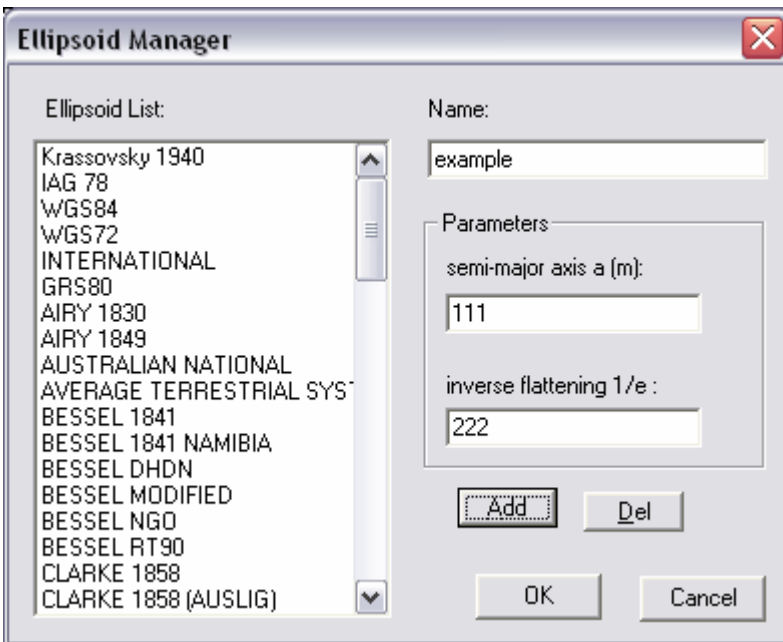 Ellipsoid Manager
Ellipsoid List:
Krassovsky 1940
IAG 78
WGS84
WGS72
INTERNATIONAL
GRS80
AIRY 1830
AIRY 1849
AUSTRALIAN NATIONAL
AVERAGE TERRESTRIAL SYST
BESSEL 1841
BESSEL 1841 NAMIBIA
BESSEL DHDN
BESSEL MODIFIED
BESSEL NGO
BESSEL RT90
CLARKE 1858
CLARKE 1858 (AUSLIG)
Name:
example
Parameters
semi-major axis a (m):
111
inverse flattening 1/e :
222
Add
Del
OK
Cancel